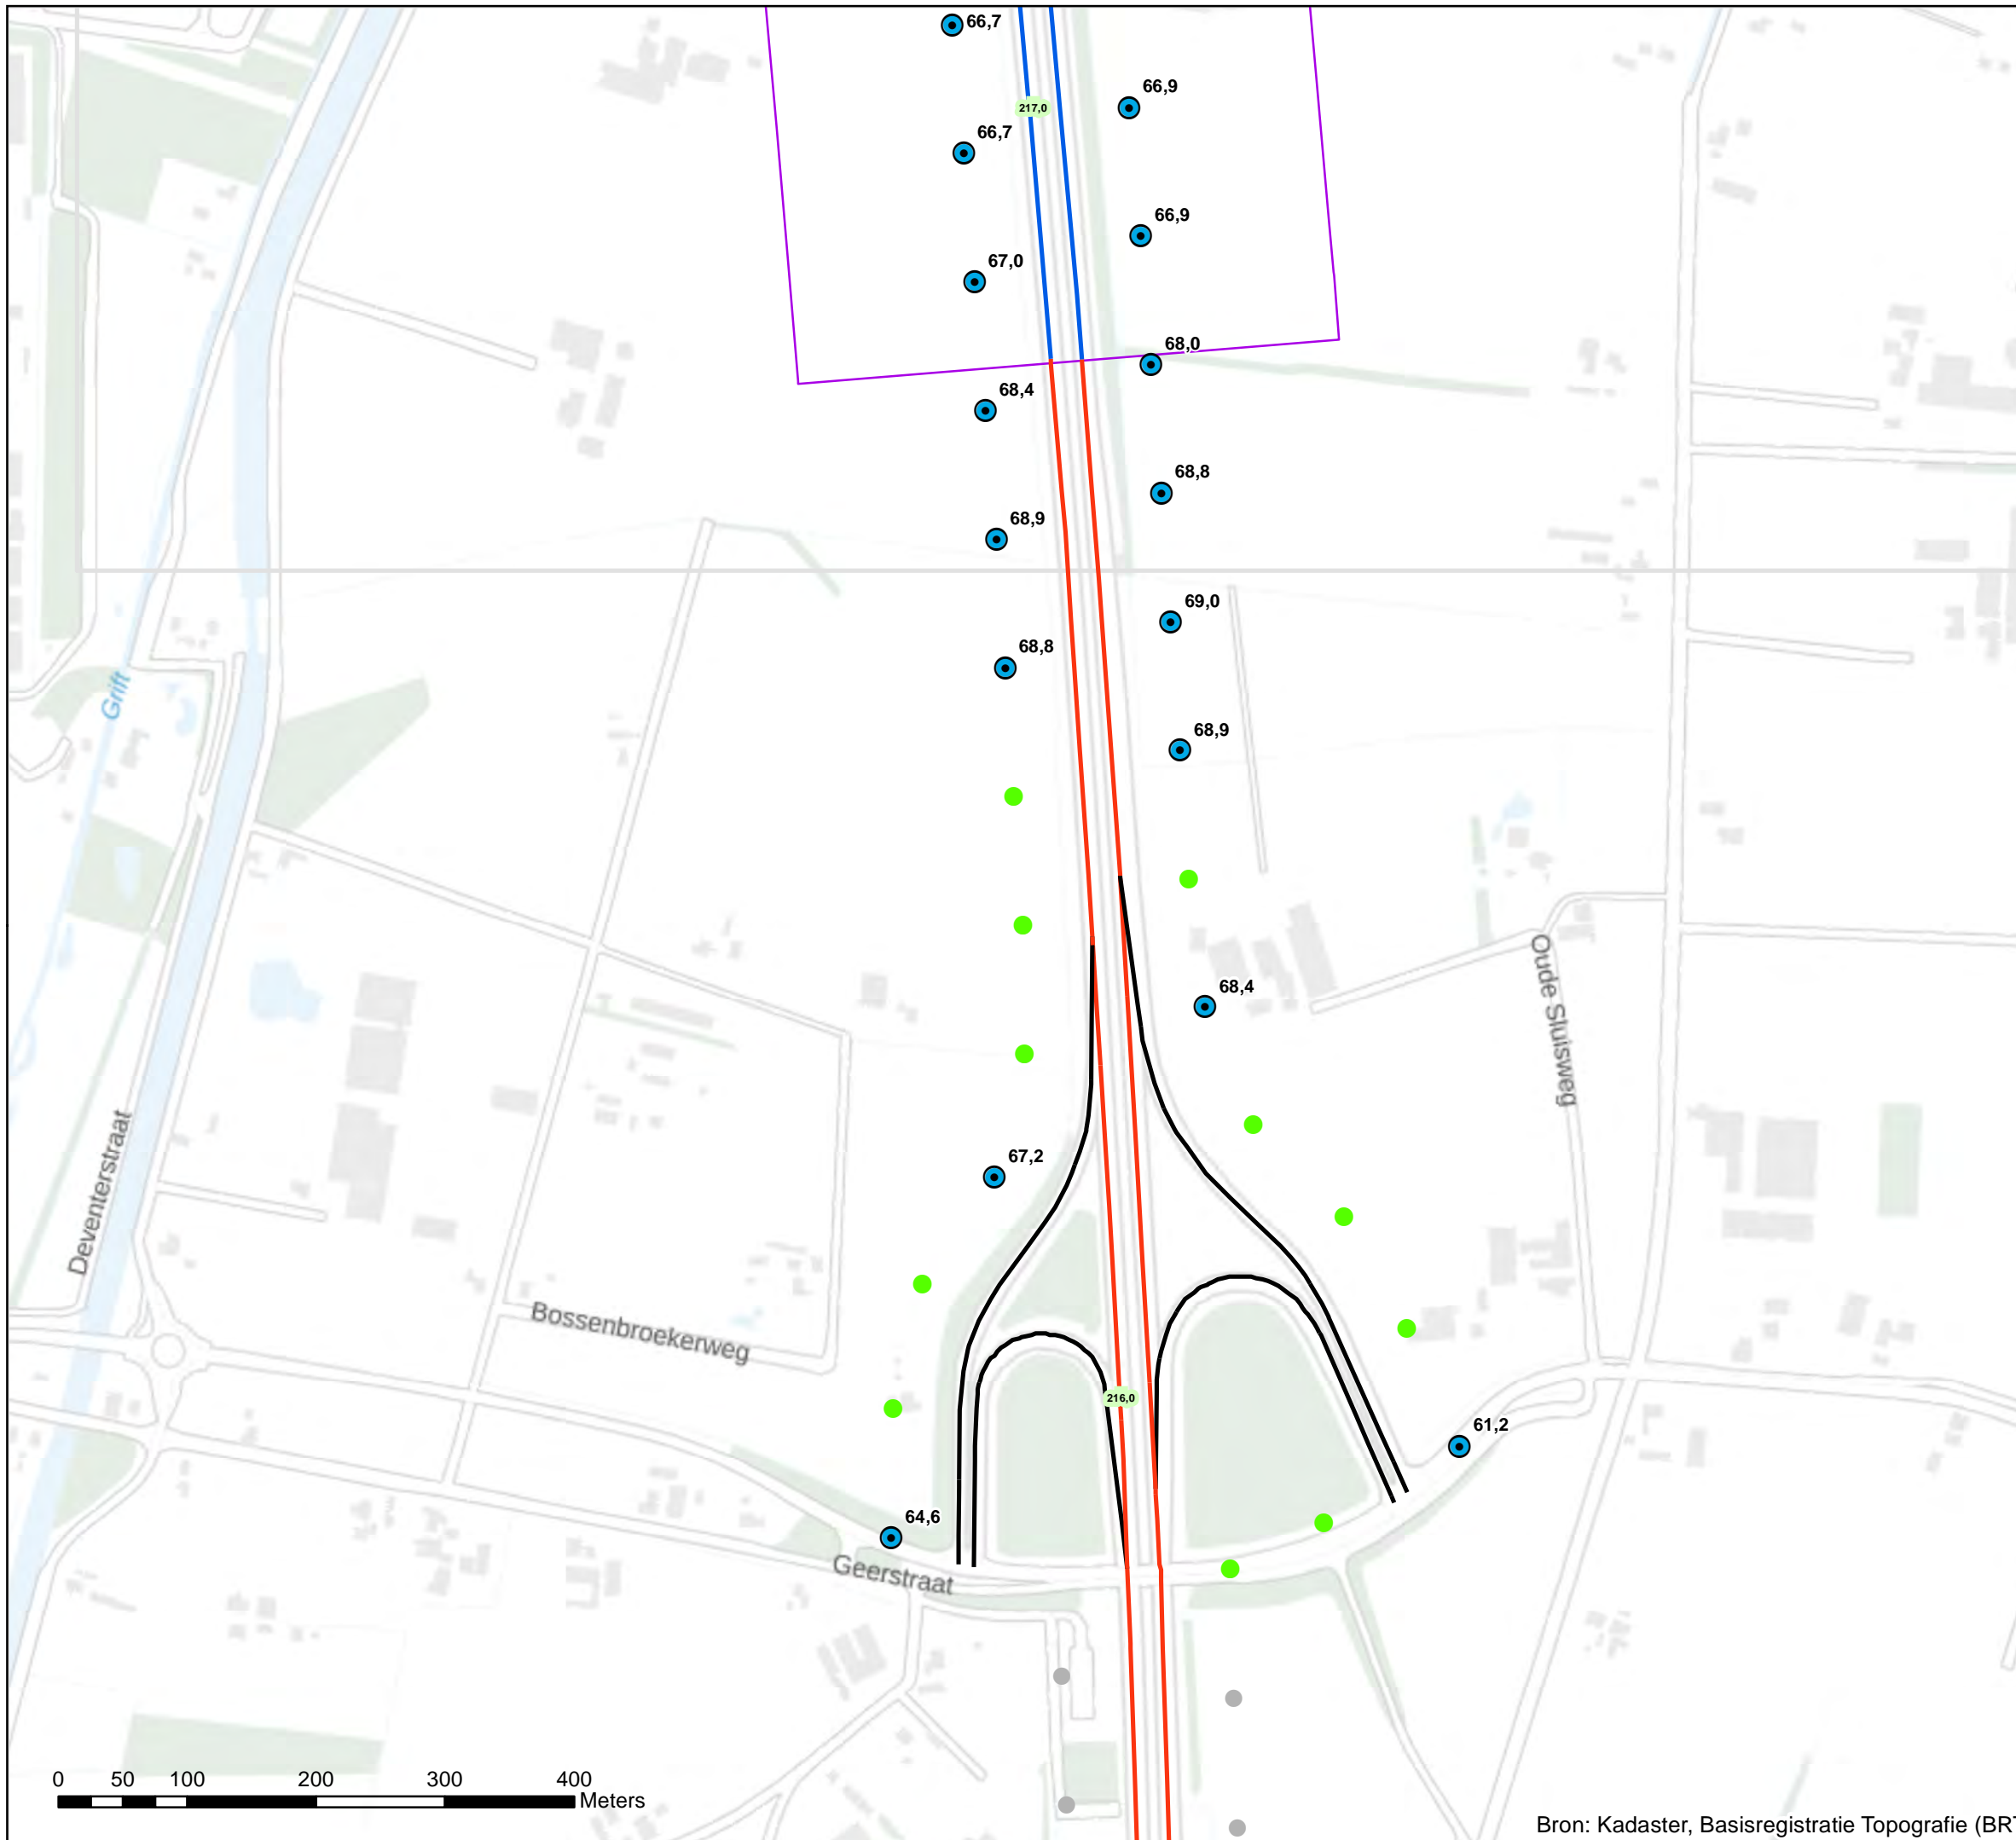 66,7
217,0
66,9
66,7
66,9
67,0
68,0
68,4
68,8
68,9
69,0
68,8
Grift
68,9
68,4
Oude Sluisweg
67,2
Deventerstraat
Bossenbroekerweg
216,0
61,2
64,6
Geerstraat
0 50 100 200 300 400
Meters
Bron: Kadaster, Basisregistratie Topografie (BRT